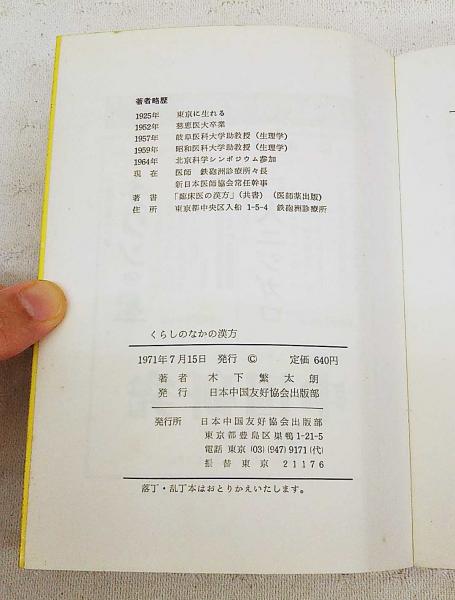 著者略歴
1925年 東京に生れる
1952年 慈恵医大卒業
1957年 岐阜医科大学助教授（生理学）
1959年 昭和医科大学助教授（生理学）
1964年 北京科学シンポジウム参加
現在 医師 鉄砲洲診療所々長
新日本医師協会常任幹事
著書 「臨床医の漢方」（共書）（医師薬出版）
住所 東京都中央区入船 1-5-4 鉄砲洲診療所
くらしのなかの漢方
1971年7月15日 発行 © 定価 640円
著者 木下繁太朗
発行 日本中国友好協会出版部
発行所 日本中国友好協会出版部
東京都豊島区巣鴨1-21-5
電話 東京 (03) (947) 9171(代)
振替 東京 21176
落丁・乱丁本はおとりかえいたします。